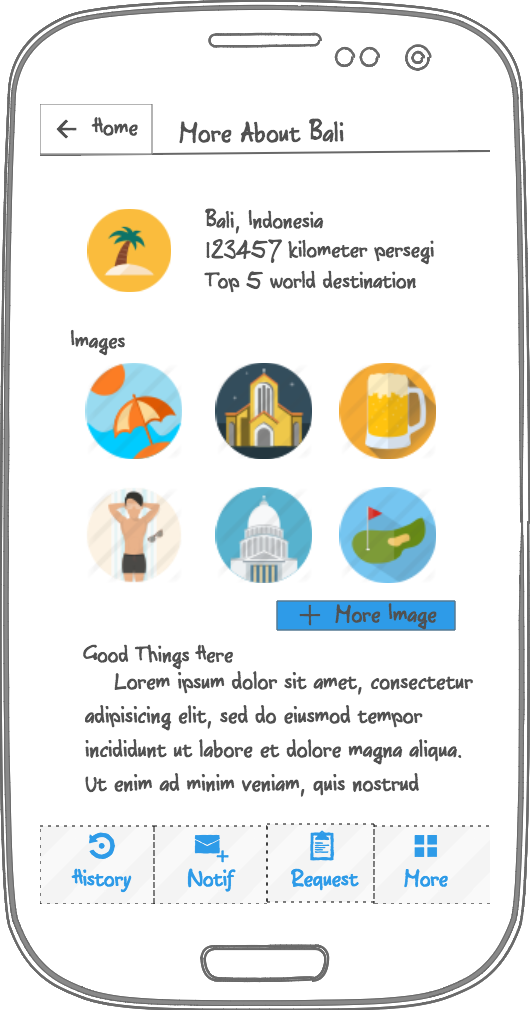 Home
More About Bali
Bali, Indonesia
123457 kilometer persegi
Top 5 world destination
Images
+ More Image
Good Things Here
Lorem ipsum dolor sit amet, consectetur
adipisicing elit, sed do eiusmod tempor
incididunt ut labore et dolore magna aliqua.
Ut enim ad minim veniam, quis nostrud
History
Notif
Request
More